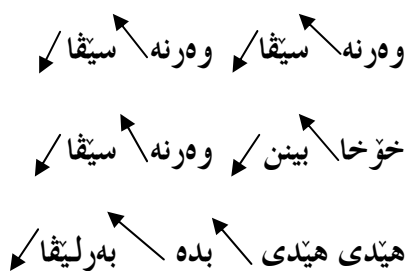 وەرنە سێڤا وەرنە سێڤا
خۆخا بینن وەرنە سێڤا
هێدی هێدی بدە بەرلێڤا